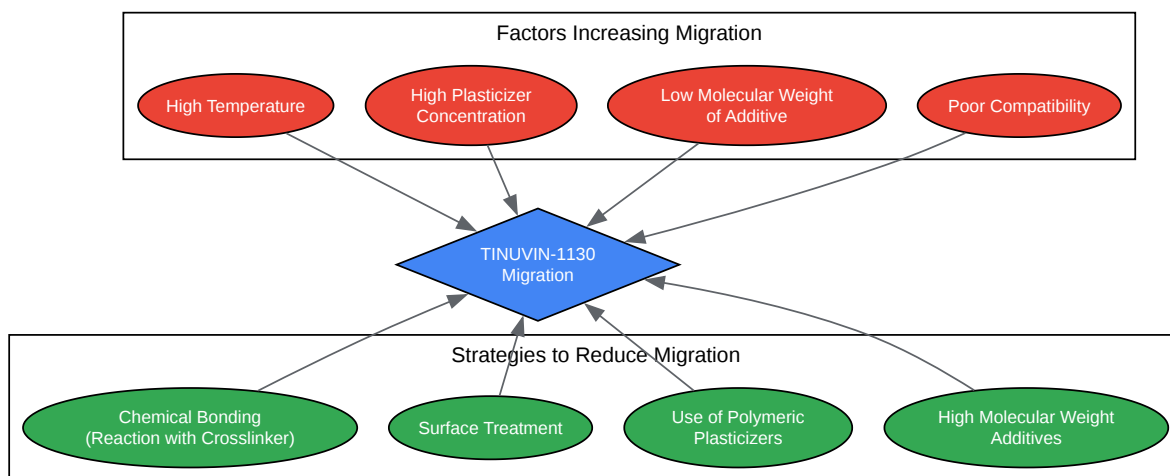 Factors Increasing Migration
High Temperature
High Plasticizer
Concentration
Low Molecular Weight
of Additive
Poor Compatibility
TINUVIN-1130
Migration
Strategies to Reduce Migration
Chemical Bonding
(Reaction with Crosslinker)
Surface Treatment
Use of Polymeric
Plasticizers
High Molecular Weight
Additives